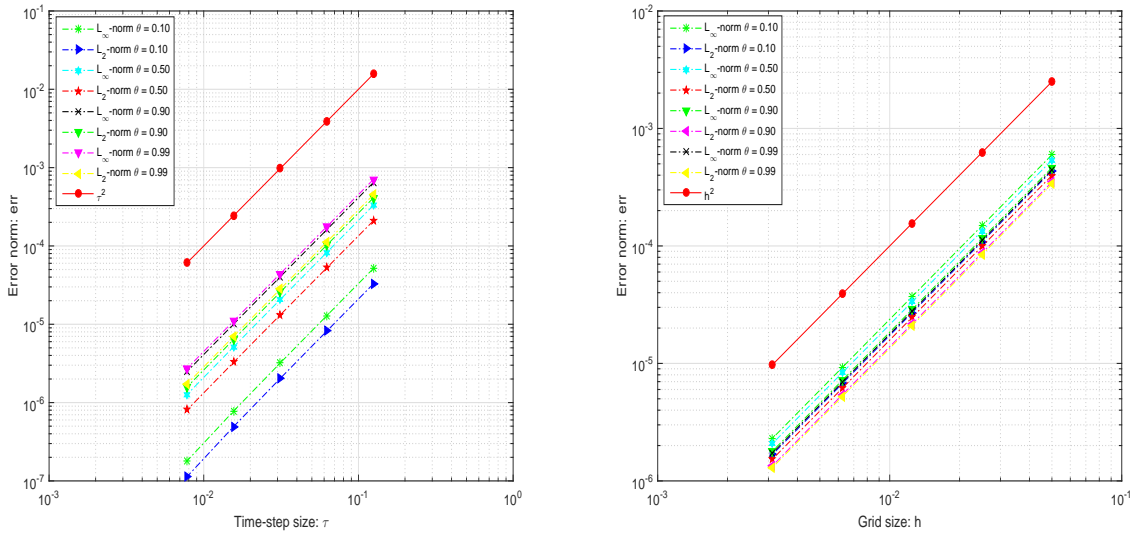 10^-1
10^-2
10^-3
10^-4
10^-5
10^-6
10^-7
Error norm: err
L∞-norm θ = 0.10
L2-norm θ = 0.10
L∞-norm θ = 0.50
L2-norm θ = 0.50
L∞-norm θ = 0.90
L2-norm θ = 0.90
L∞-norm θ = 0.99
L2-norm θ = 0.99
τ^2
10^-3 10^-2 10^-1 10^0
Time-step size: τ
10^-2
10^-3
10^-4
10^-5
10^-6
Error norm: err
L∞-norm θ = 0.10
L2-norm θ = 0.10
L∞-norm θ = 0.50
L2-norm θ = 0.50
L∞-norm θ = 0.90
L2-norm θ = 0.90
L∞-norm θ = 0.99
L2-norm θ = 0.99
h^2
10^-3 10^-2 10^-1
Grid size: h